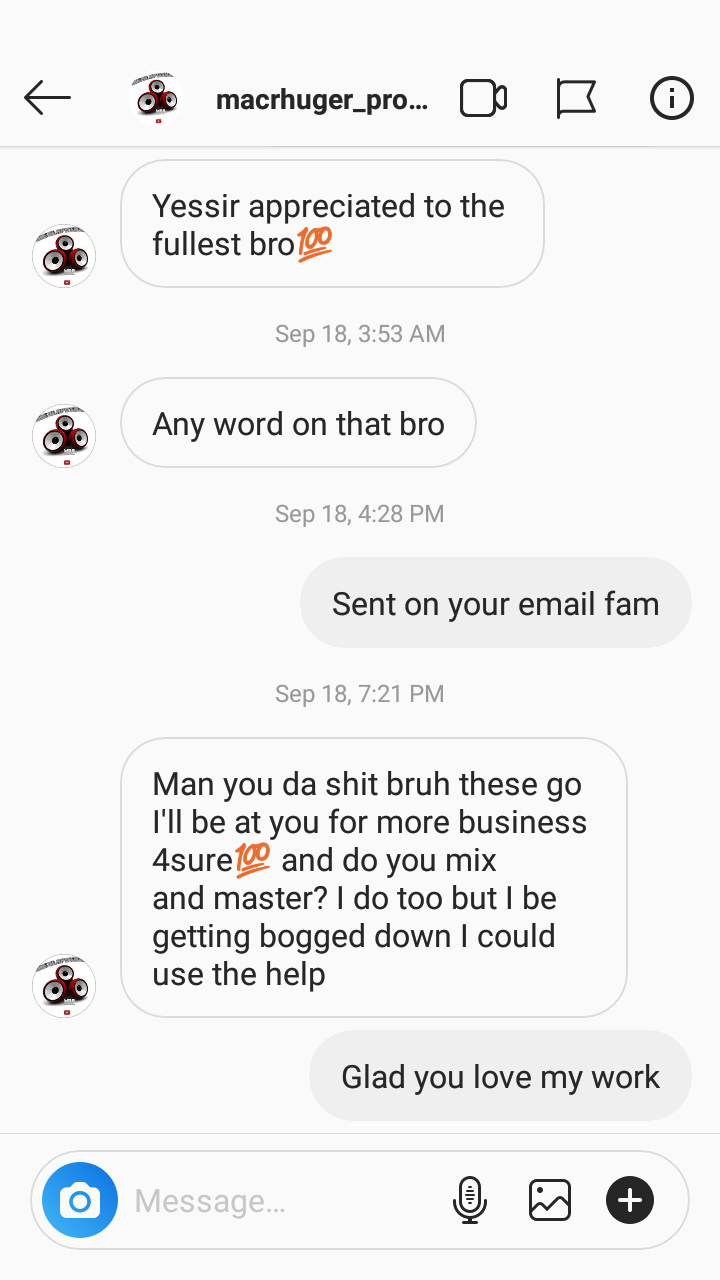 macrhuger_pro...
Yessir appreciated to the
fullest bro💯
Sep 18, 3:53 AM
Any word on that bro
Sep 18, 4:28 PM
Sent on your email fam
Sep 18, 7:21 PM
Man you da shit bruh these go
I'll be at you for more business
4sure💯 and do you mix
and master? I do too but I be
getting bogged down I could
use the help
Glad you love my work
Message...